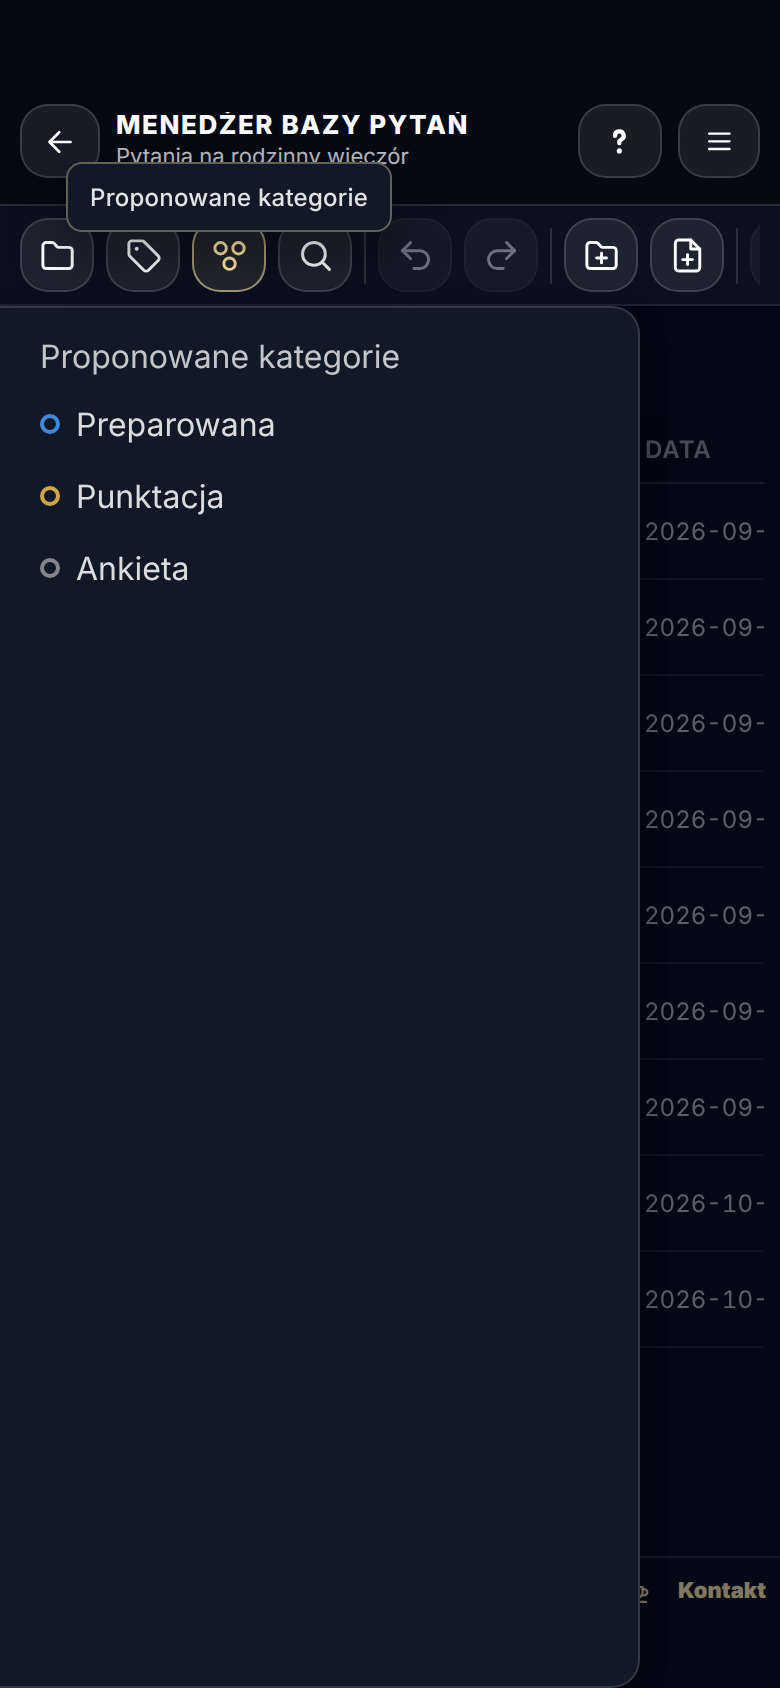 MENEDŻER BAZY PYTAŃ
Pytania na rodzinny wieczór
?
Proponowane kategorie
Proponowane kategorie
Preparowana
Punktacja
Ankieta
DATA
2026-09-
2026-09-
2026-09-
2026-09-
2026-09-
2026-09-
2026-09-
2026-10-
2026-10-
Kontakt